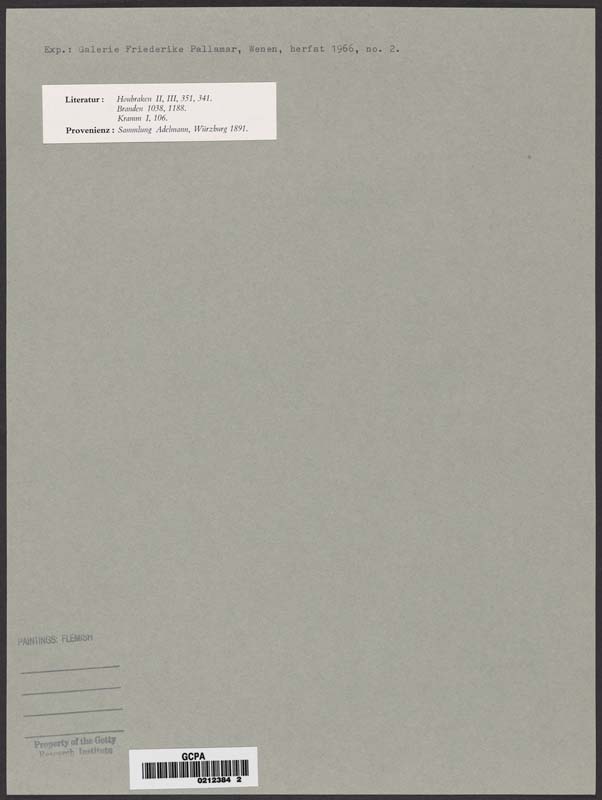 Exp.: Galerie Friederike Pallamar, Wenen, herfst 1966, no. 2.
Literatur : Houbraken II, III, 351, 341.
Branden 1038, 1188.
Kramm I, 106.
Provenienz : Sammlung Adelmann, Würzburg 1891.
PAINTINGS: FLEMISH
Property of the Getty
Research Institute
GCPA
0212384 2